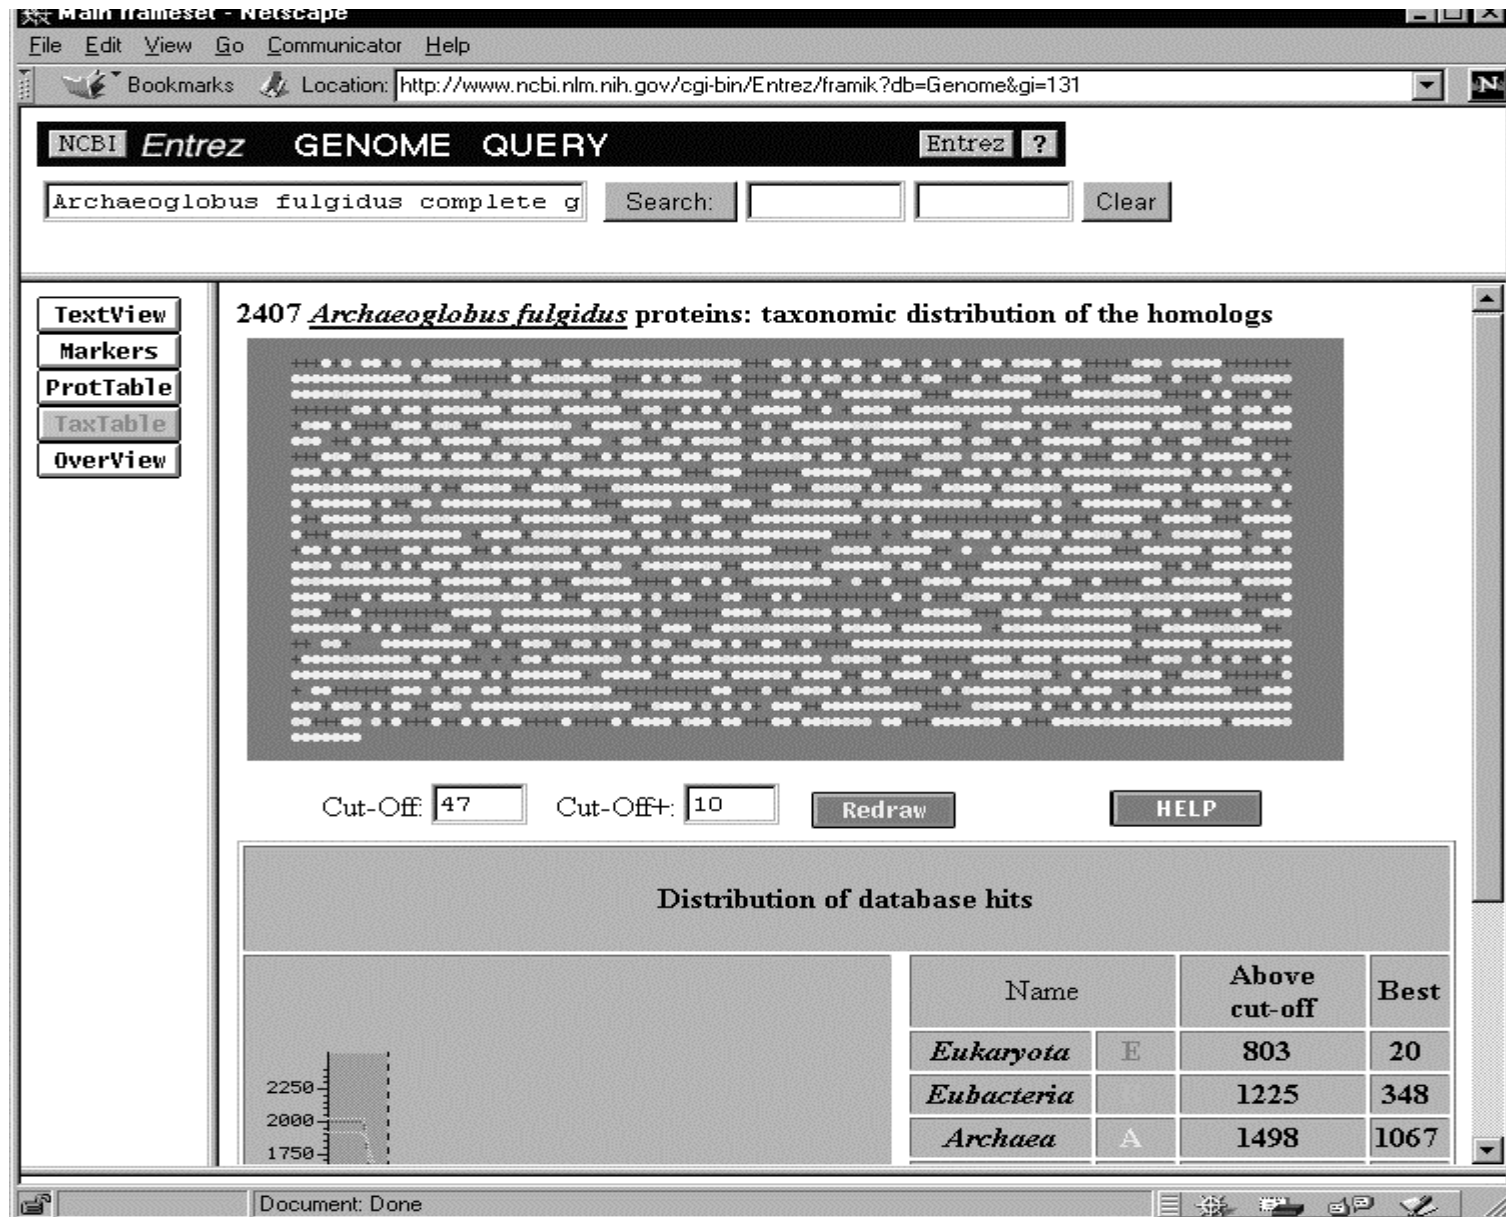 Main frameset - Netscape
File Edit View Go Communicator Help
Bookmarks Location: http://www.ncbi.nlm.nih.gov/cgi-bin/Entrez/framik?db=Genome&gi=131
N
NCBI Entrez GENOME QUERY Entrez ?
Archaeoglobus fulgidus complete g Search: Clear
TextView
Markers
ProtTable
TaxTable
OverView
2407 Archaeoglobus fulgidus proteins: taxonomic distribution of the homologs
Cut-Off: 47 Cut-Off+: 10 Redraw HELP
Distribution of database hits
Name Above cut-off Best
Eukaryota E 803 20
Eubacteria 1225 348
Archaea A 1498 1067
2250
2000
1750
Document: Done